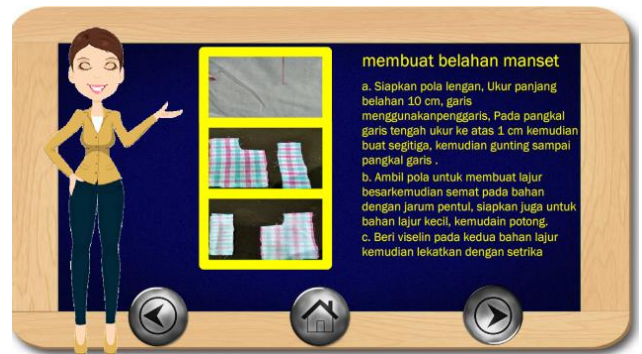 membuat belahan manset
a. Siapkan pola lengan, Ukur panjang
belahan 10 cm, garis
menggunakanpenggaris, Pada pangkal
garis tengah ukur ke atas 1 cm kemudian
buat segitiga, kemudian gunting sampai
pangkal garis .
b. Ambil pola untuk membuat lajur
besarkemudian semat pada bahan
dengan jarum pentul, siapkan juga untuk
bahan lajur kecil, kemudain potong.
c. Beri viselin pada kedua bahan lajur
kemudian lekatkan dengan setrika